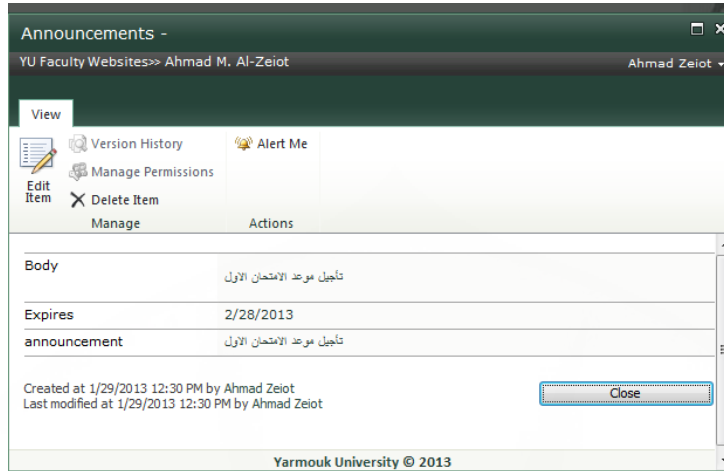 Announcements -
YU Faculty Websites>> Ahmad M. Al-Zeiot
Ahmad Zeiot
View
Version History
Alert Me
Manage Permissions
Edit Item
Delete Item
Manage
Actions
Body
تأجيل موعد الامتحان الاول
Expires
2/28/2013
announcement
تأجيل موعد الامتحان الاول
Created at 1/29/2013 12:30 PM by Ahmad Zeiot
Last modified at 1/29/2013 12:30 PM by Ahmad Zeiot
Close
Yarmouk University © 2013